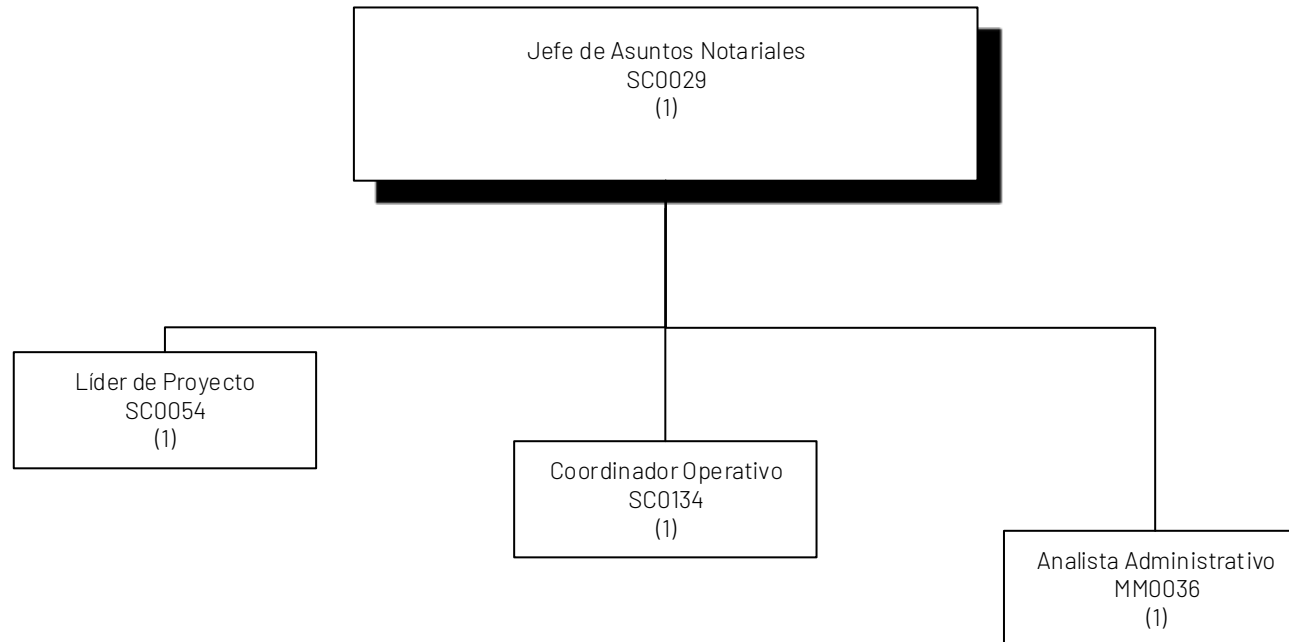 Jefe de Asuntos Notariales
SC0029
(1)
Líder de Proyecto
SC0054
(1)
Coordinador Operativo
SC0134
(1)
Analista Administrativo
MM0036
(1)